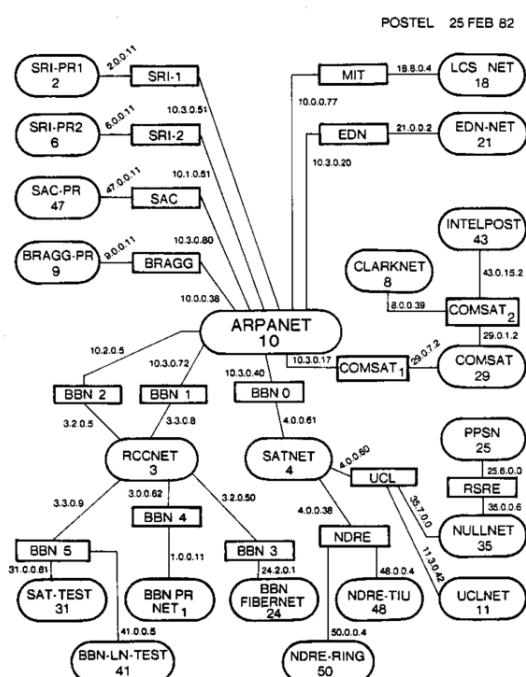 POSTEL 25 FEB 82
SRI-PR1
2
2.0.0.11
SRI-1
10.3.0.51
MIT
18.8.0.4
10.0.0.77
LCS NET
18
SRI-PR2
6
6.0.0.11
SRI-2
10.1.0.51
EDN
21.0.0.2
10.3.0.20
EDN-NET
21
SAC-PR
47
47.0.0.11
SAC
10.3.0.80
INTELPOST
43
43.0.15.2
BRAGG-PR
9
9.0.0.11
BRAGG
10.0.0.38
CLARKNET
8
8.0.0.39
COMSAT2
29.0.1.2
ARPANET
10
10.3.0.17
COMSAT1
29.0.7.2
COMSAT
29
10.2.0.5
10.3.0.72
10.3.0.40
BBN 2
BBN 1
BBN 0
3.2.0.5
3.3.0.8
4.0.0.61
RCCNET
3
SATNET
4
4.0.0.60
UCL
PPSN
25
25.6.0.0
RSRE
35.0.0.6
35.7.0.0
NULLNET
35
3.3.0.9
3.0.0.62
3.2.0.50
4.0.0.38
11.3.0.42
BBN 4
BBN 5
BBN 3
NDRE
31.0.0.61
1.0.0.11
24.2.0.1
48.0.0.4
SAT-TEST
31
BBN PR
NET1
BBN
FIBERNET
24
NDRE-TIU
48
UCLNET
11
41.0.0.5
50.0.0.4
BBN-LN-TEST
41
NDRE-RING
50